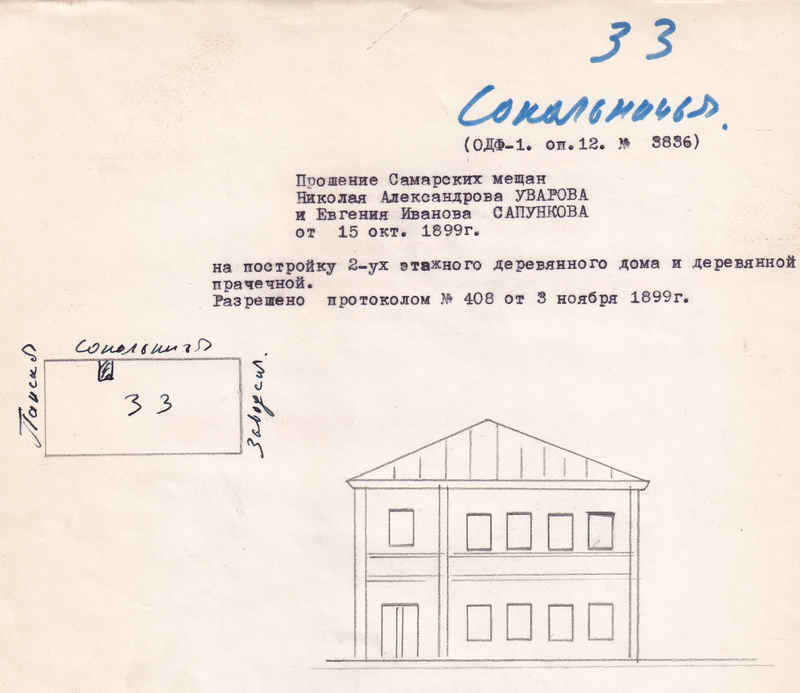 33
Сокольничья.
(ОДФ-1. оп.12. № 3836)
Прошение Самарских мещан
Николая Александрова УВАРОВА
и Евгения Иванова САПУНКОВА
от 15 окт. 1899г.
на постройку 2-ух этажного деревянного дома и деревянной
прачечной.
Разрешено протоколом № 408 от 3 ноября 1899г.
Сокольничья
Панская
33
Заводск.